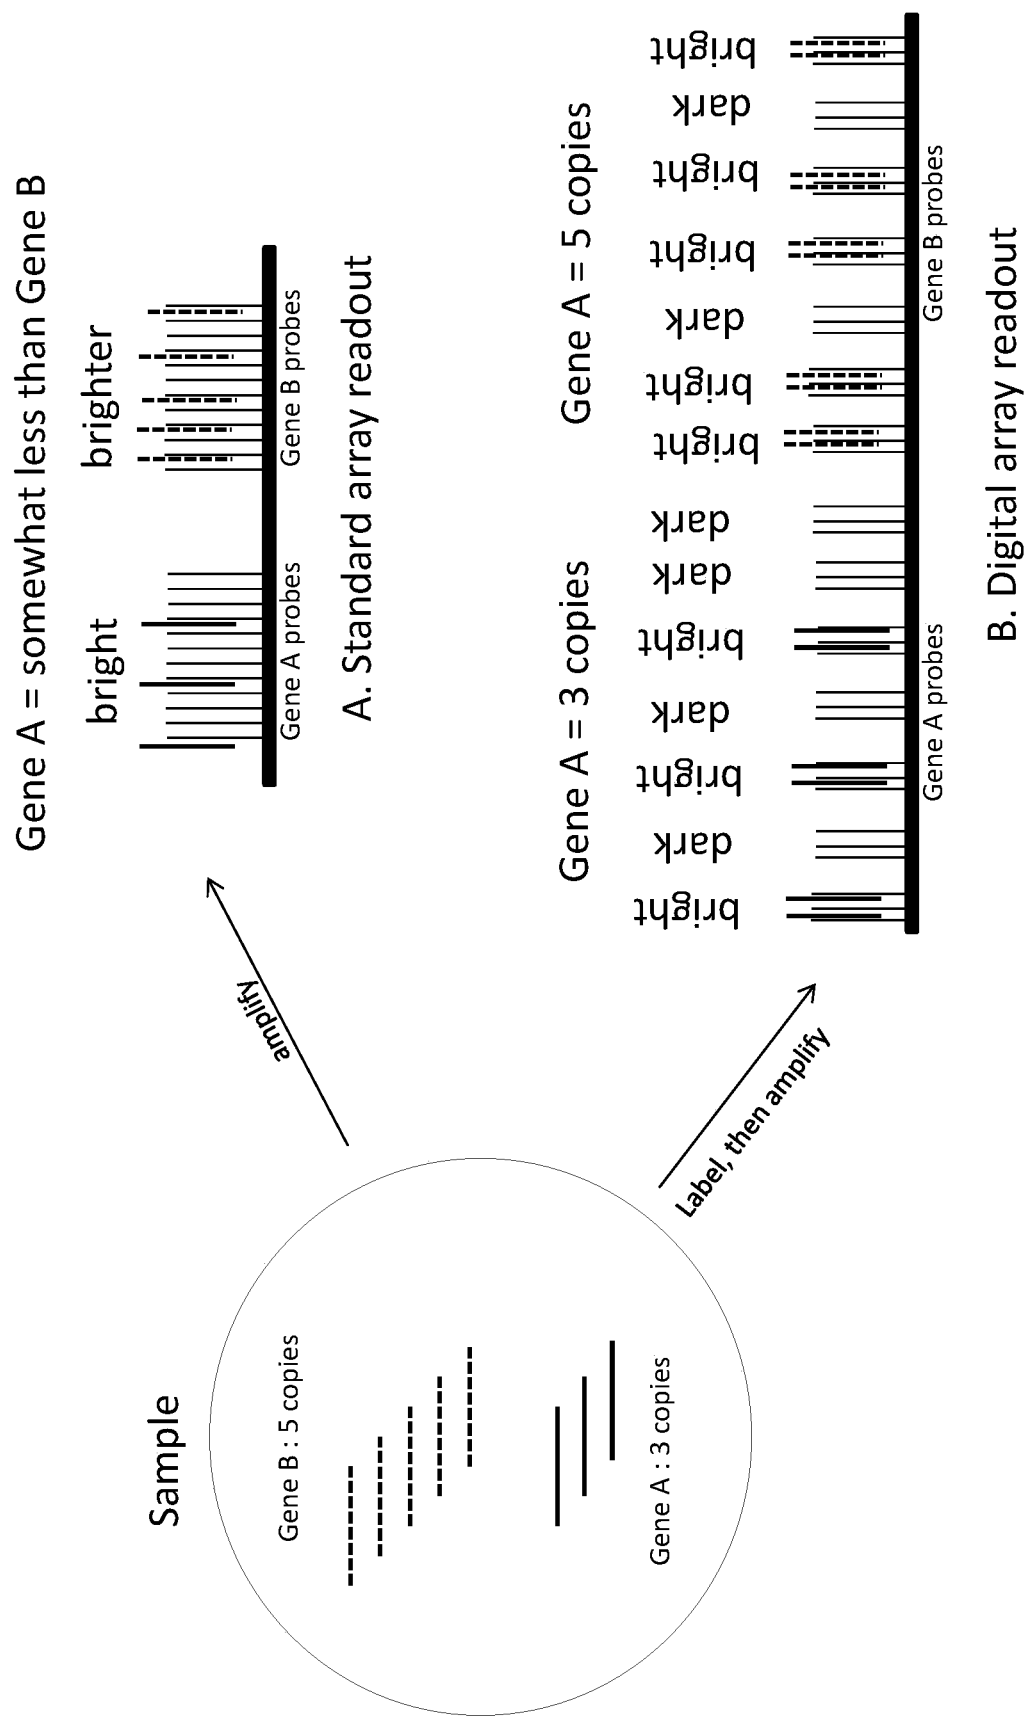 Sample
Gene B : 5 copies
Gene A : 3 copies
amplify
Label, then amplify
Gene A = somewhat less than Gene B
bright
brighter
Gene A probes
Gene B probes
A. Standard array readout
Gene A = 3 copies
Gene A = 5 copies
bright
dark
bright
dark
bright
dark
dark
bright
bright
dark
bright
bright
dark
bright
Gene A probes
Gene B probes
B. Digital array readout